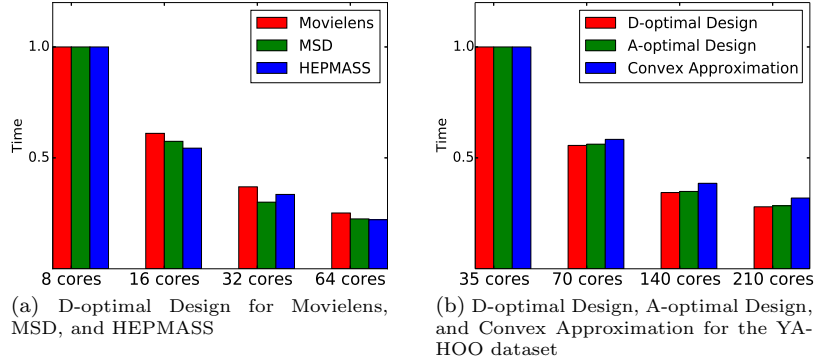 Movielens
MSD
HEPMASS
1.0
0.5
Time
8 cores 16 cores 32 cores 64 cores
(a) D-optimal Design for Movielens,
MSD, and HEPMASS
D-optimal Design
A-optimal Design
Convex Approximation
1.0
0.5
Time
35 cores 70 cores 140 cores 210 cores
(b) D-optimal Design, A-optimal Design,
and Convex Approximation for the YA-
HOO dataset